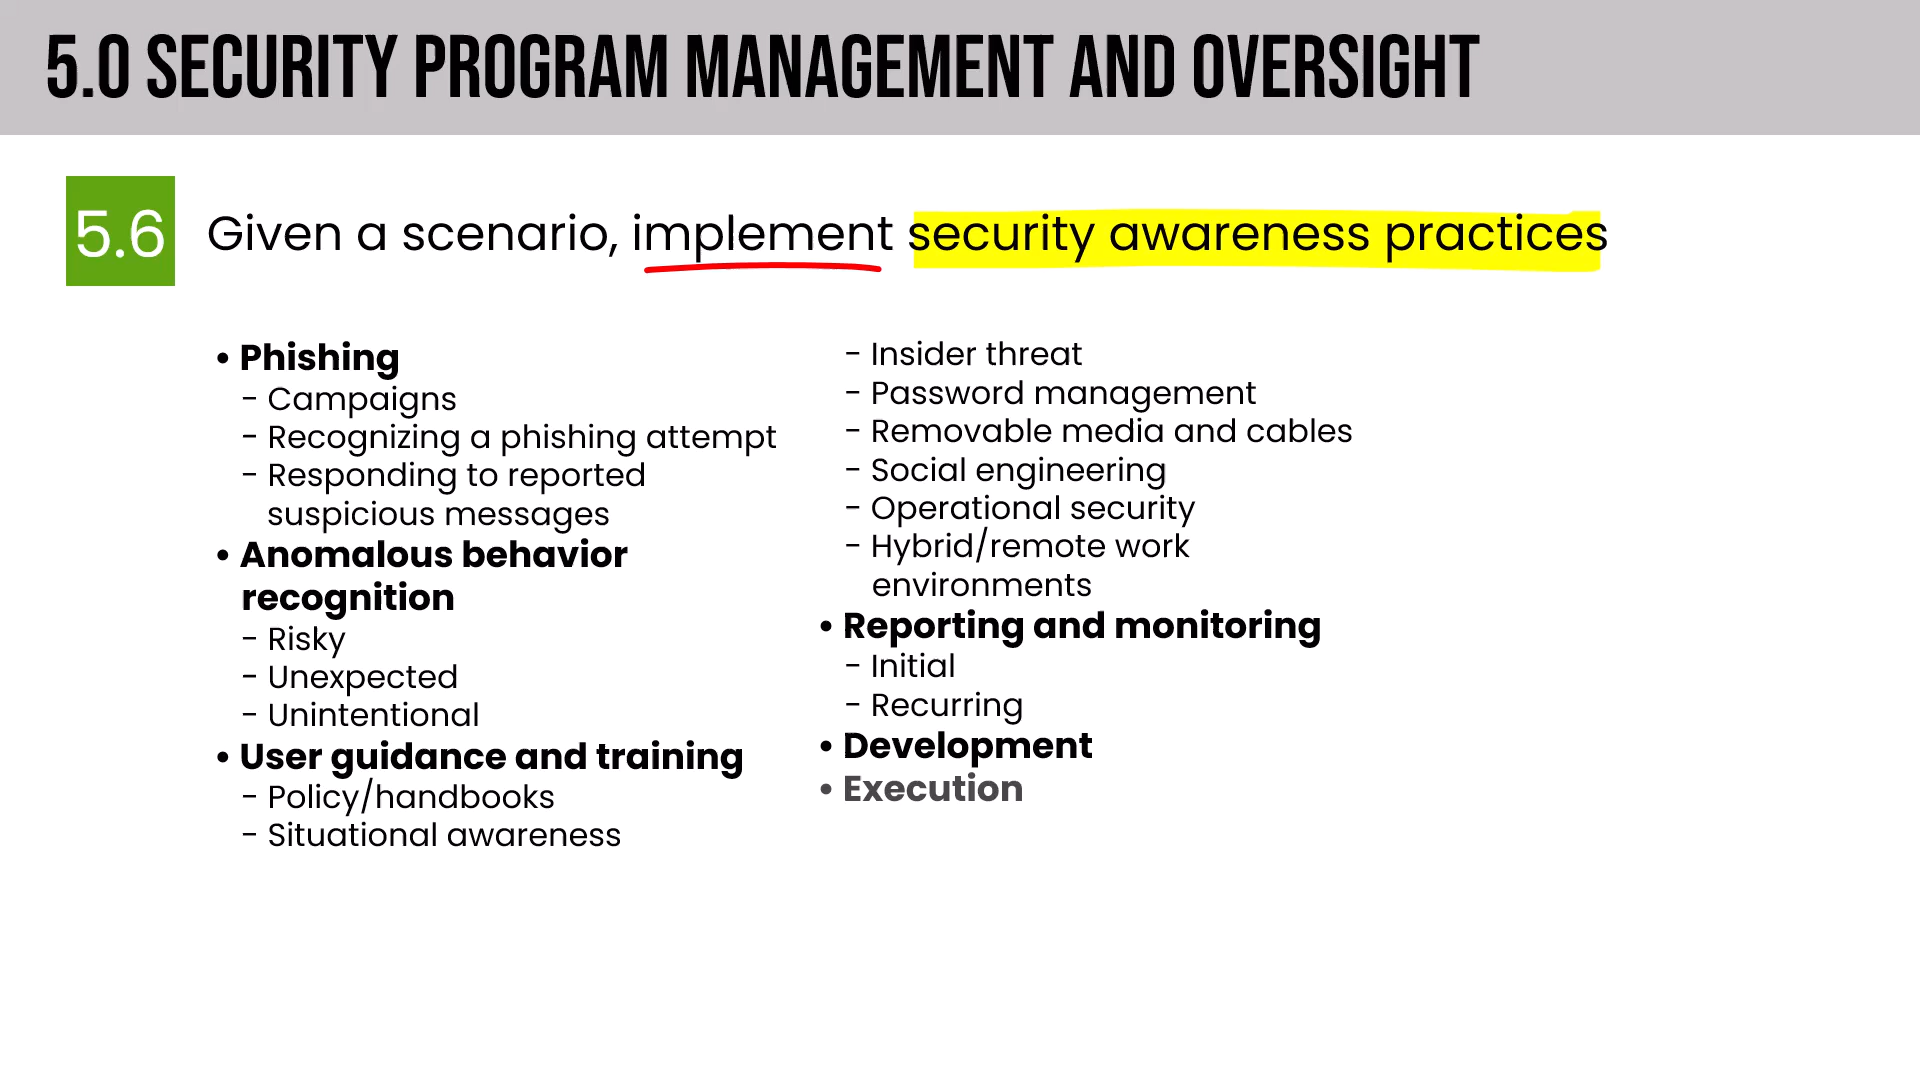 5.0 SECURITY PROGRAM MANAGEMENT AND OVERSIGHT
5.6
Given a scenario, implement security awareness practices
• Phishing
- Campaigns
- Recognizing a phishing attempt
- Responding to reported
suspicious messages
• Anomalous behavior
recognition
- Risky
- Unexpected
- Unintentional
• User guidance and training
- Policy/handbooks
- Situational awareness
- Insider threat
- Password management
- Removable media and cables
- Social engineering
- Operational security
- Hybrid/remote work
environments
• Reporting and monitoring
- Initial
- Recurring
• Development
• Execution